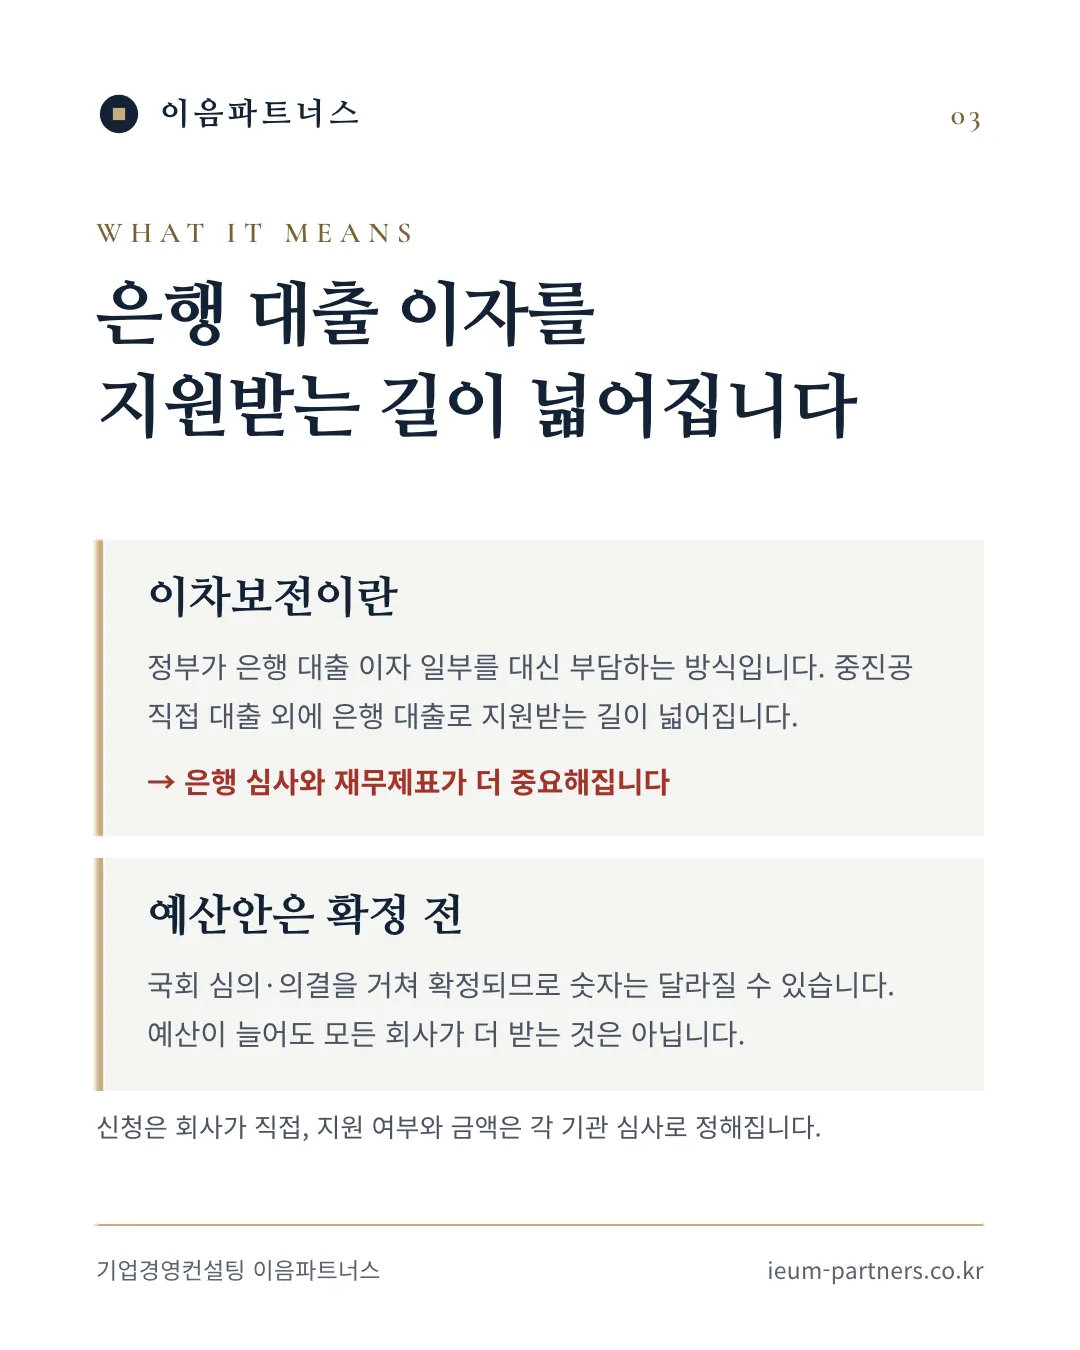 이음파트너스
03
WHAT IT MEANS
은행 대출 이자를
지원받는 길이 넓어집니다
이차보전이란
정부가 은행 대출 이자 일부를 대신 부담하는 방식입니다. 중진공
직접 대출 외에 은행 대출로 지원받는 길이 넓어집니다.
→ 은행 심사와 재무제표가 더 중요해집니다
예산안은 확정 전
국회 심의·의결을 거쳐 확정되므로 숫자는 달라질 수 있습니다.
예산이 늘어도 모든 회사가 더 받는 것은 아닙니다.
신청은 회사가 직접, 지원 여부와 금액은 각 기관 심사로 정해집니다.
기업경영컨설팅 이음파트너스
ieum-partners.co.kr